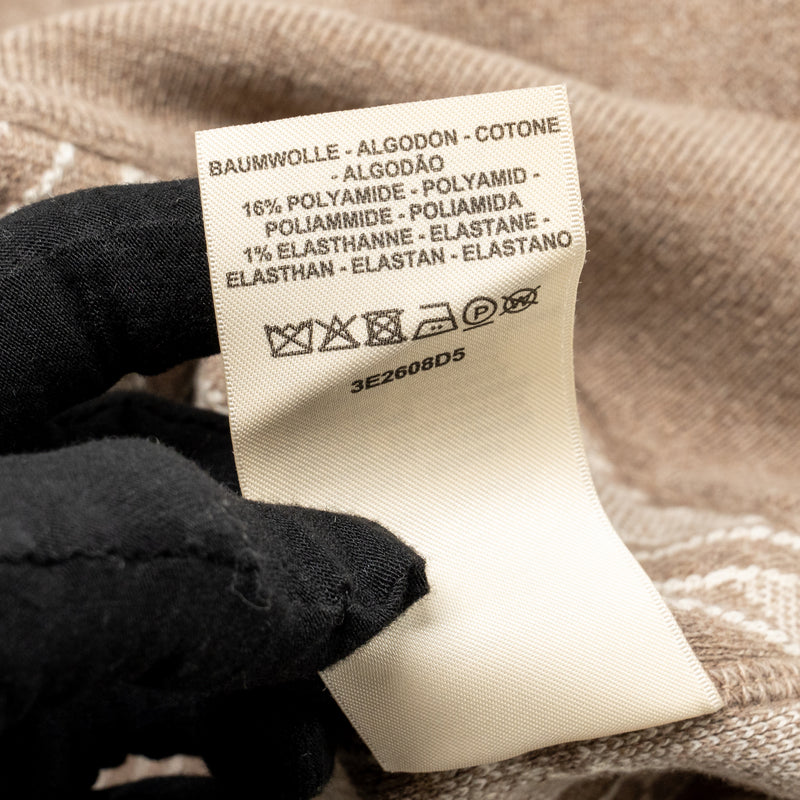 BAUMWOLLE - ALGODÓN - COTONE
- ALGODÃO
16% POLYAMIDE - POLYAMID -
POLIAMMIDE - POLIAMIDA
1% ELASTHANNE - ELASTANE -
ELASTHAN - ELASTAN - ELASTANO
P W
3E2608D5